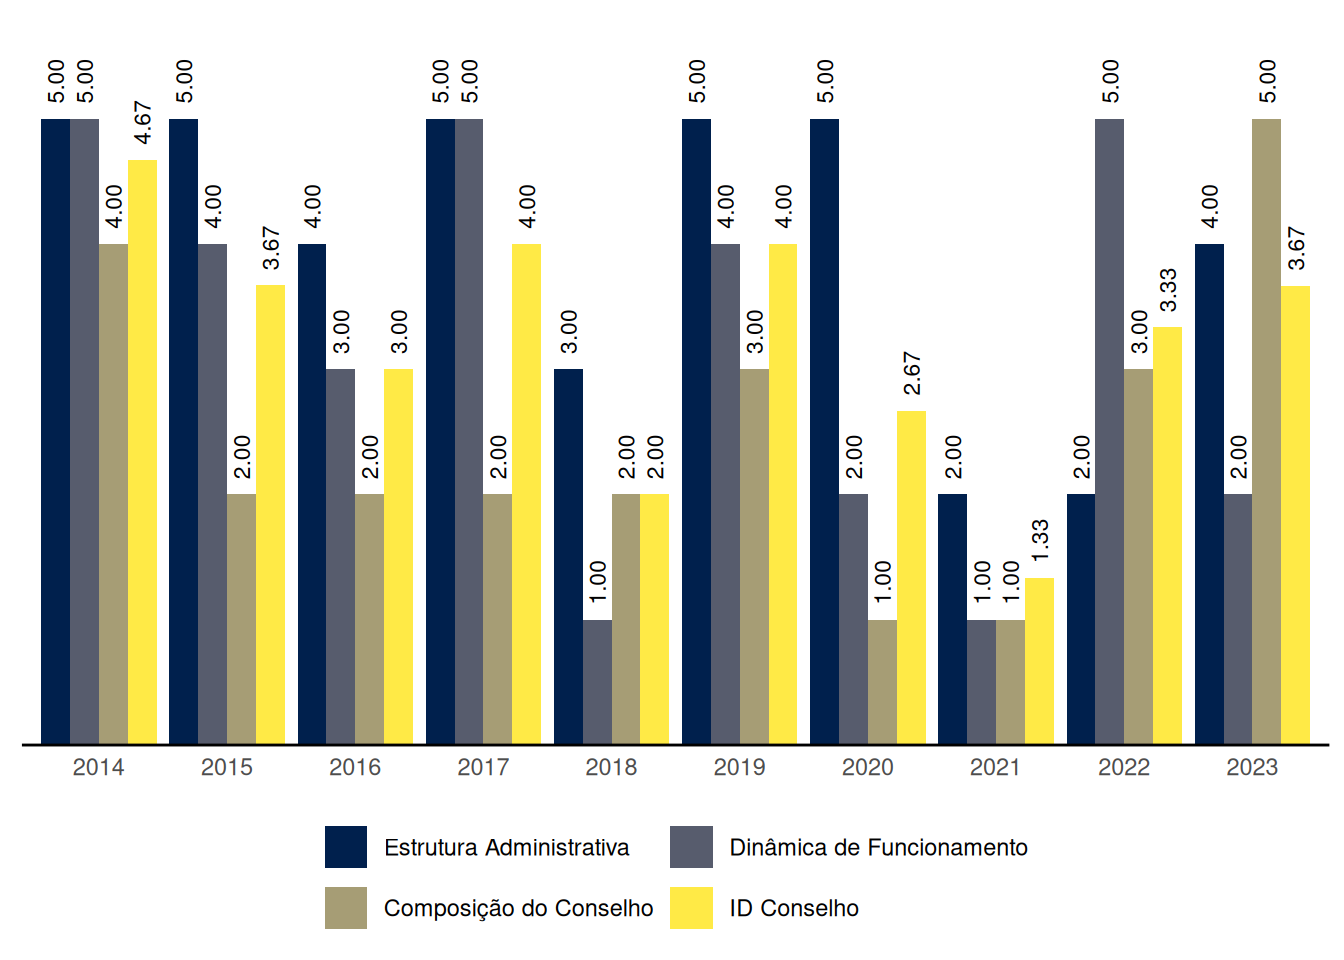 5.00 5.00 4.00 4.67 5.00 4.00 2.00 3.67 4.00 3.00 2.00 3.00 5.00 5.00 2.00 4.00 3.00 1.00 2.00 2.00 5.00 4.00 3.00 4.00 5.00 2.00 1.00 2.67 2.00 1.00 1.00 1.33 2.00 5.00 3.00 3.33 4.00 2.00 5.00 3.67
2014 2015 2016 2017 2018 2019 2020 2021 2022 2023
Estrutura Administrativa Dinâmica de Funcionamento
Composição do Conselho ID Conselho